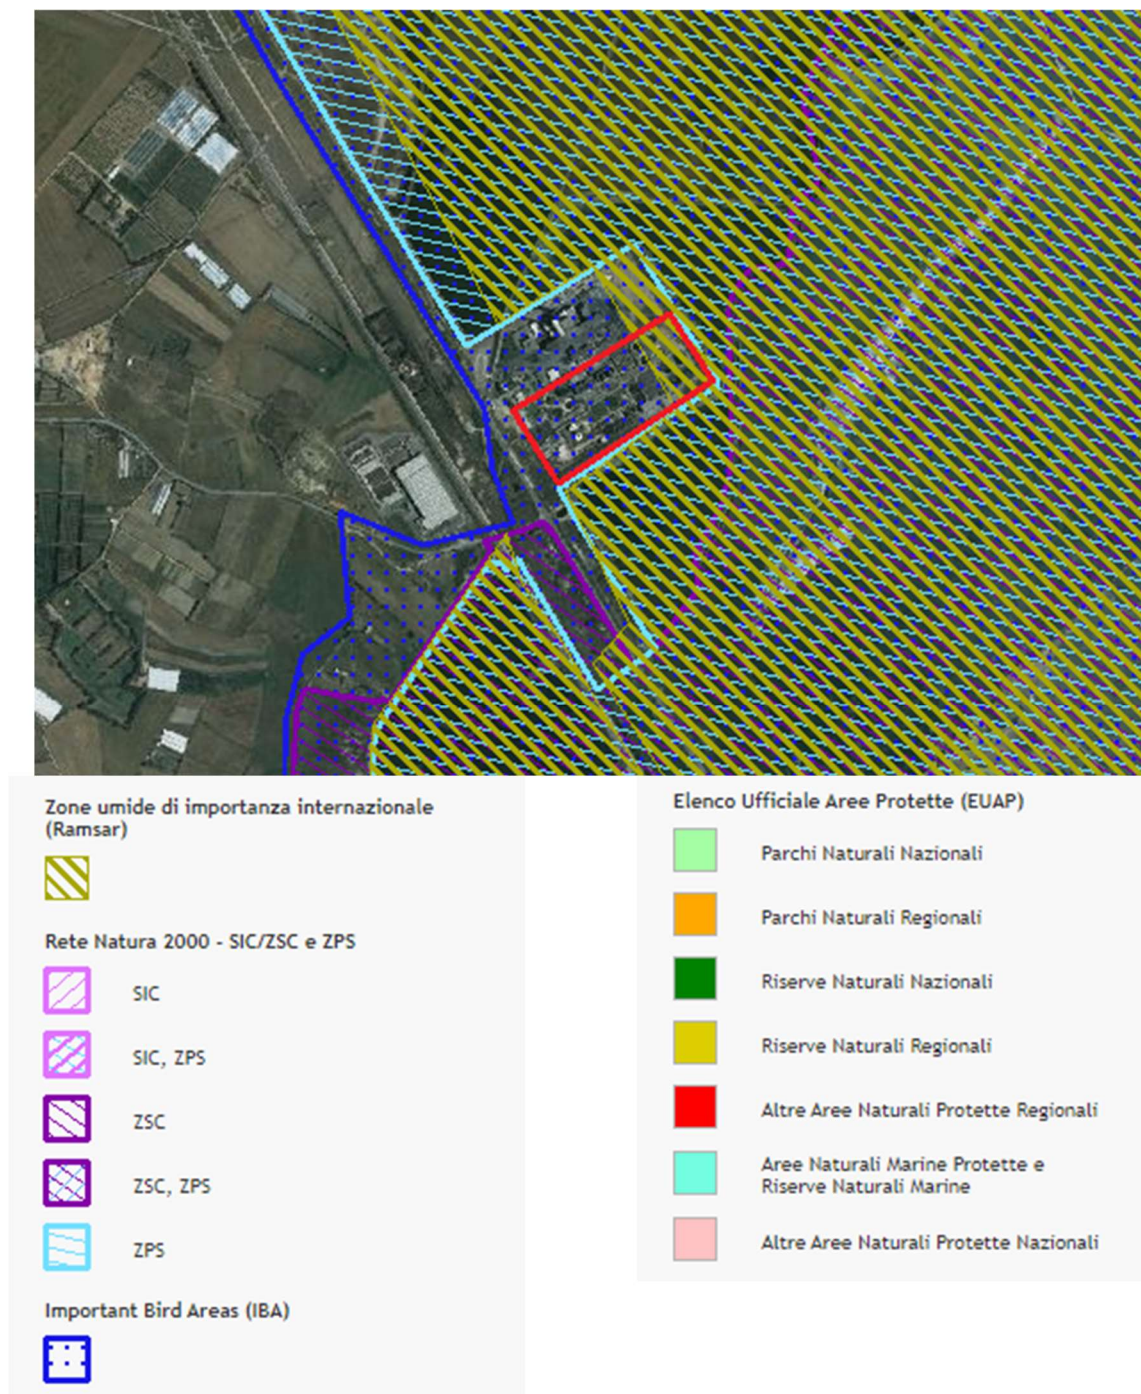 Zone umide di importanza internazionale
(Ramsar)
Rete Natura 2000 - SIC/ZSC e ZPS
SIC
SIC, ZPS
ZSC
ZSC, ZPS
ZPS
Important Bird Areas (IBA)
Elenco Ufficiale Aree Protette (EUAP)
Parchi Naturali Nazionali
Parchi Naturali Regionali
Riserve Naturali Nazionali
Riserve Naturali Regionali
Altre Aree Naturali Protette Regionali
Aree Naturali Marine Protette e
Riserve Naturali Marine
Altre Aree Naturali Protette Nazionali